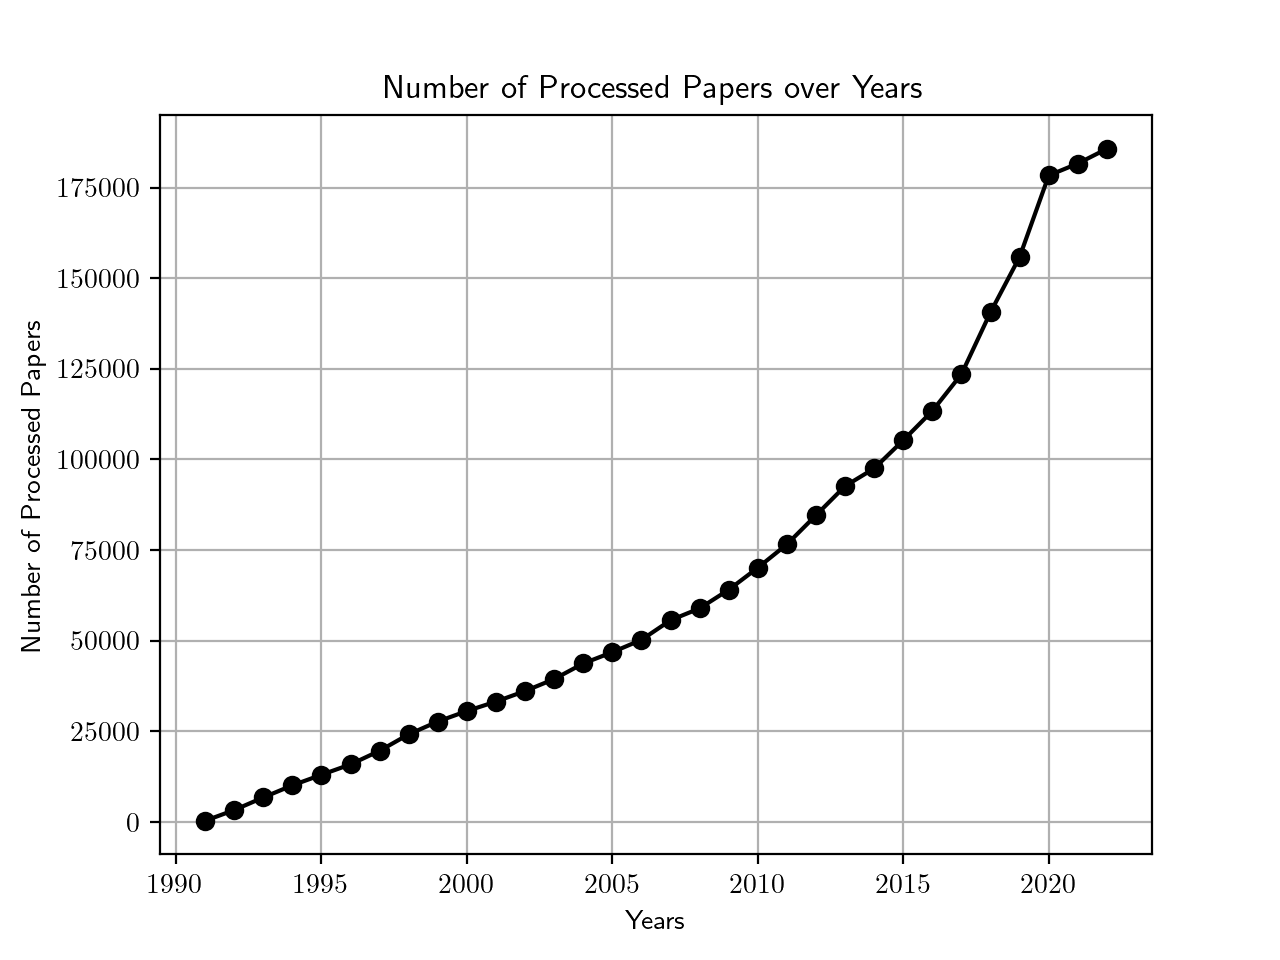 Number of Processed Papers over Years
Number of Processed Papers
175000
150000
125000
100000
75000
50000
25000
0
1990 1995 2000 2005 2010 2015 2020
Years